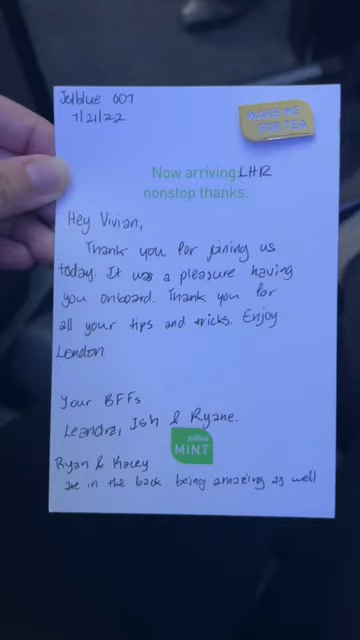 Jetblue 007
7/21/22
WAKE ME
FOR TEA
Now arriving: LHR
nonstop thanks.
Hey Vivian,
Thank you for joining us
today. It was a pleasure having
you onboard. Thank you for
all your tips and tricks. Enjoy
London.
Your BFFs
Leandra, Ish & Ryane.
jetBlue
MiNT
Ryan & Kacey
are in the back being amazing as well